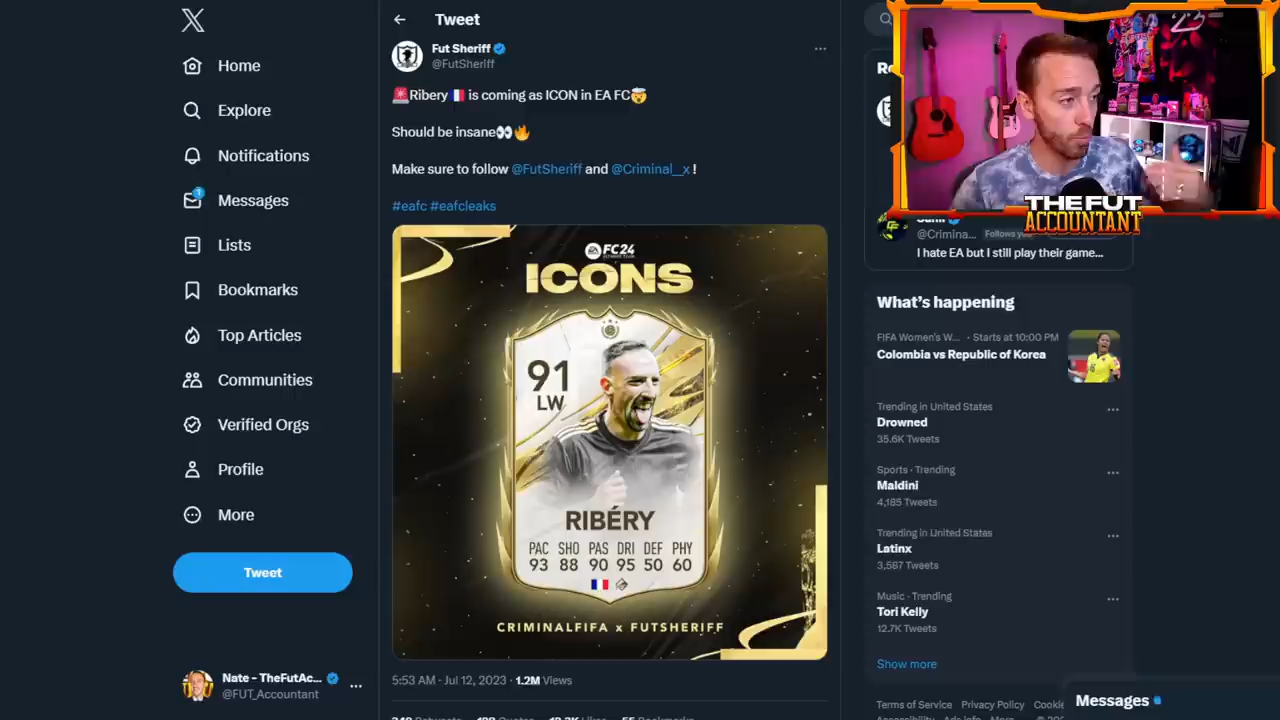 Home
Explore
Notifications
1
Messages
Lists
Bookmarks
Top Articles
Communities
Verified Orgs
Profile
More
Tweet
Nate - TheFutAc...
@FUT_Accountant
Tweet
Fut Sheriff
@FutSheriff
🚨Ribery 🇫🇷 is coming as ICON in EA FC🤯
Should be insane👀🔥
Make sure to follow @FutSheriff and @Criminal__x !
#eafc #eafcleaks
FC24
ICONS
91
LW
RIBÉRY
PAC SHO PAS DRI DEF PHY
93 88 90 95 50 60
CRIMINALFIFA x FUTSHERIFF
5:53 AM · Jul 12, 2023 · 1.2M Views
THE FUT
ACCOUNTANT
@Crimina... Follows you
I hate EA but I still play their game...
What's happening
FIFA Women's W... · Starts at 10:00 PM
Colombia vs Republic of Korea
Trending in United States
Drowned
35.6K Tweets
Sports · Trending
Maldini
4,185 Tweets
Trending in United States
Latinx
3,587 Tweets
Music · Trending
Tori Kelly
12.7K Tweets
Show more
Terms of Service Privacy Policy
Messages